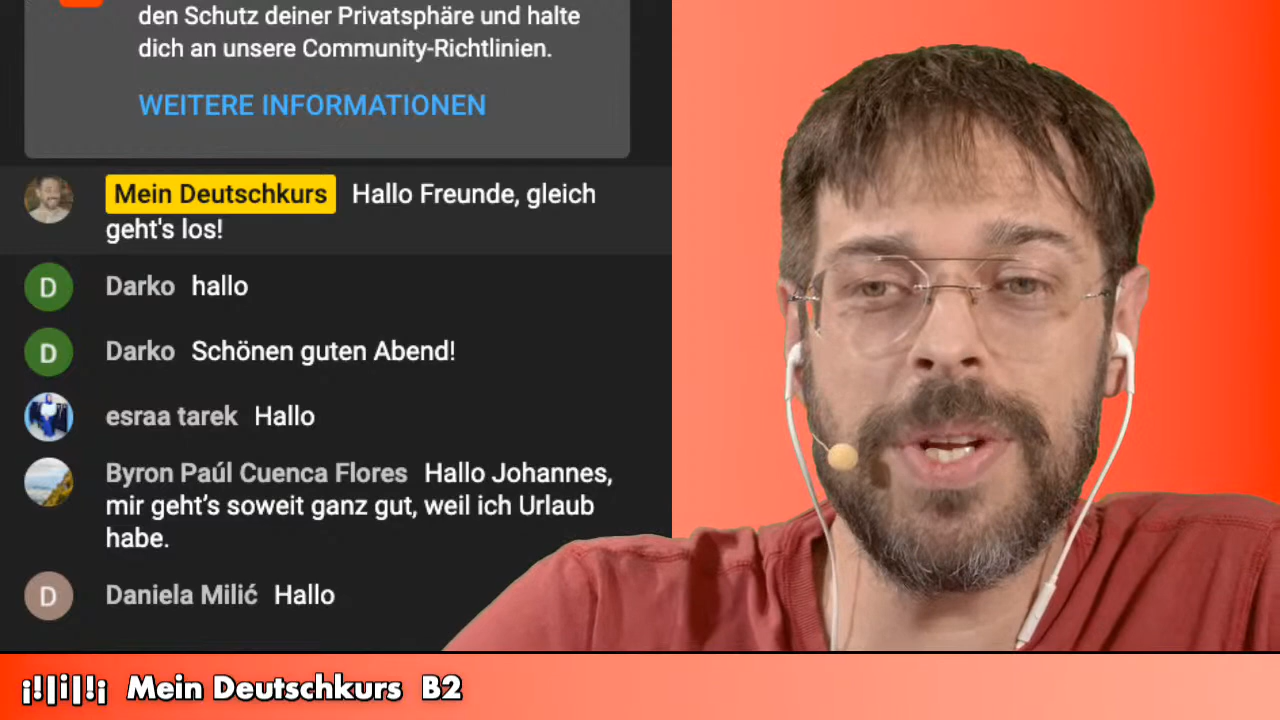 den Schutz deiner Privatsphäre und halte
dich an unsere Community-Richtlinien.
WEITERE INFORMATIONEN
Mein Deutschkurs Hallo Freunde, gleich
geht's los!
D Darko hallo
D Darko Schönen guten Abend!
esraa tarek Hallo
Byron Paúl Cuenca Flores Hallo Johannes,
mir geht’s soweit ganz gut, weil ich Urlaub
habe.
D Daniela Milić Hallo
Mein Deutschkurs B2